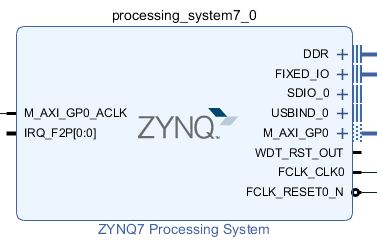 processing_system7_0
DDR
FIXED_IO
SDIO_0
M_AXI_GP0_ACLK
USBIND_0
IRQ_F2P[0:0]
ZYNQ
M_AXI_GP0
WDT_RST_OUT
FCLK_CLK0
FCLK_RESET0_N
ZYNQ7 Processing System